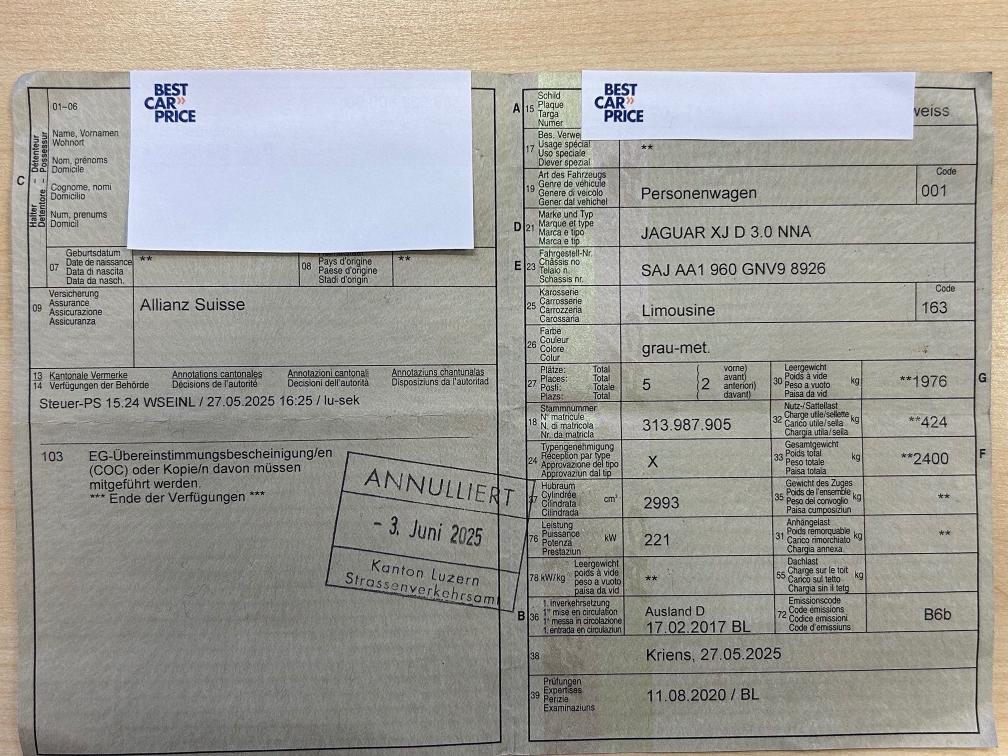 BEST
CAR»
PRICE
01–06
Name, Vornamen
Wohnort
Nom, prénoms
Domicile
Cognome, nomi
Domicilio
Num, prenums
Domicil
C
Halter – Détenteur
Detentore – Possessur
07
Geburtsdatum
Date de naissance
Data di nascita
Data da nasch.
**
08
Pays d'origine
Paese d'origine
Stadi d'origin
**
09
Versicherung
Assurance
Assicurazione
Assicuranza
Allianz Suisse
13 Kantonale Vermerke Annotations cantonales Annotazioni cantonali Annotaziuns chantunalas
14 Verfügungen der Behörde Décisions de l'autorité Decisioni dell'autorità Disposiziuns da l'autoritad
Steuer-PS 15.24 WSEINL / 27.05.2025 16:25 / lu-sek
103 EG-Übereinstimmungsbescheinigung/en
(COC) oder Kopie/n davon müssen
mitgeführt werden.
*** Ende der Verfügungen ***
ANNULLIERT
- 3. Juni 2025
Kanton Luzern
Strassenverkehrsamt
BEST
CAR»
PRICE
A
15
Schild
Plaque
Targa
Numer
weiss
17
Bes. Verwe
Usage spécial
Uso speciale
Diever spezial
**
19
Art des Fahrzeugs
Genre de véhicule
Genere di veicolo
Gener dal vehichel
Personenwagen
Code
001
D
21
Marke und Typ
Marque et type
Marca e tipo
Marca e tip
JAGUAR XJ D 3.0 NNA
E
23
Fahrgestell-Nr.
Châssis no
Telaio n.
Schassis nr.
SAJ AA1 960 GNV9 8926
25
Karosserie
Carrosserie
Carrozzeria
Carossaria
Limousine
Code
163
26
Farbe
Couleur
Colore
Colur
grau-met.
27
Plätze: Total
Places: Total
Posti: Totale
Plazs: Total
5
2
vorne)
avant)
anteriori)
davant)
30
Leergewicht
Poids à vide
Peso a vuoto
Paisa da vid
kg
**1976
G
18
Stammnummer
N° matricule
N. di matricola
Nr. da matricla
313.987.905
32
Nutz-/Sattellast
Charge utile/sellette
Carico utile/sella
Chargia utila/sella
kg
**424
24
Typengenehmigung
Réception par type
Approvazione del tipo
Approvaziun dal tip
X
33
Gesamtgewicht
Poids total
Peso totale
Paisa totala
kg
**2400
F
37
Hubraum
Cylindrée
Cilindrata
Cilindrada
cm³
2993
35
Gewicht des Zuges
Poids de l'ensemble
Peso del convoglio
Paisa cumposiziun
kg
**
76
Leistung
Puissance
Potenza
Prestaziun
kW
221
31
Anhängelast
Poids remorquable
Carico rimorchiato
Chargia annexa
kg
**
78 kW/kg
Leergewicht
poids à vide
peso a vuoto
paisa da vid
**
55
Dachlast
Charge sur le toit
Carico sul tetto
Chargia sin il tetg
kg
B
36
1. Inverkehrsetzung
1re mise en circulation
1a messa in circolazione
1. entrada en circulaziun
Ausland D
17.02.2017 BL
72
Emissionscode
Code émissions
Codice emissioni
Code d'emissiuns
B6b
38
Kriens, 27.05.2025
39
Prüfungen
Expertises
Perizie
Examinaziuns
11.08.2020 / BL